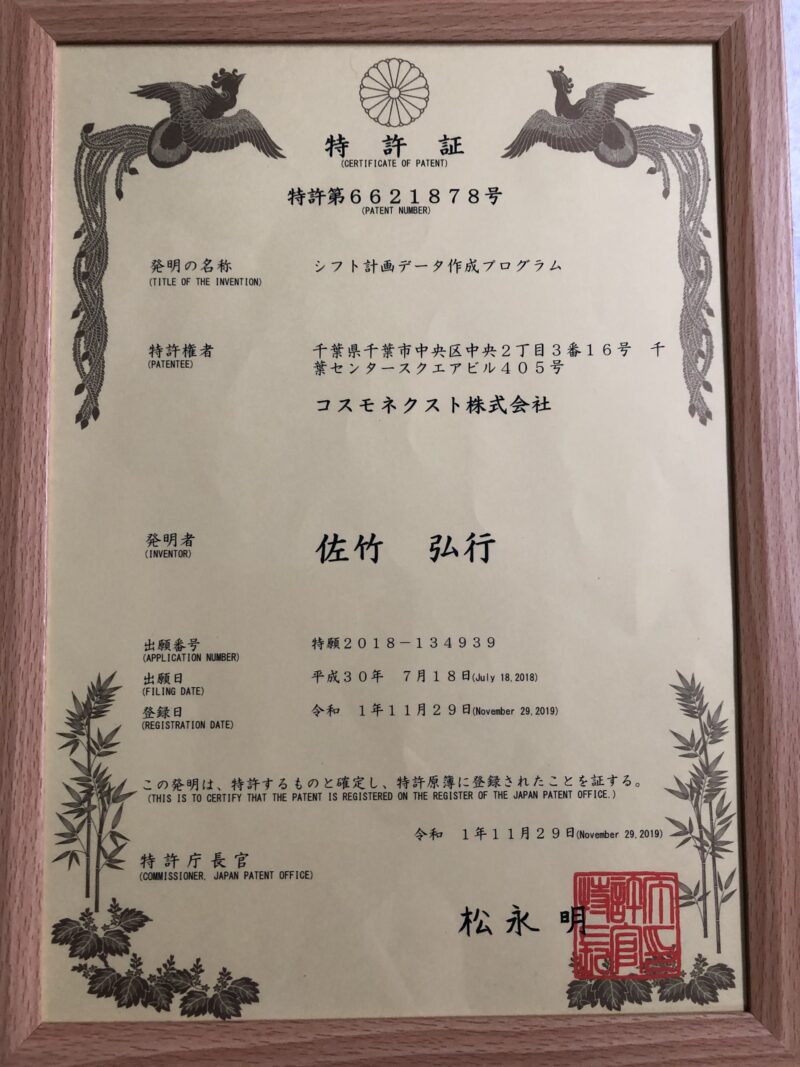 特許証
(CERTIFICATE OF PATENT)
特許第６６２１８７８号
(PATENT NUMBER)
発明の名称 シフト計画データ作成プログラム
(TITLE OF THE INVENTION)
特許権者 千葉県千葉市中央区中央２丁目３番１６号　千
(PATENTEE) 葉センタースクエアビル４０５号
コスモネクスト株式会社
発明者 佐竹　弘行
(INVENTOR)
出願番号 特願２０１８－１３４９３９
(APPLICATION NUMBER)
出願日 平成３０年　７月１８日(July 18,2018)
(FILING DATE)
登録日 令和　１年１１月２９日(November 29,2019)
(REGISTRATION DATE)
この発明は、特許するものと確定し、特許原簿に登録されたことを証する。
(THIS IS TO CERTIFY THAT THE PATENT IS REGISTERED ON THE REGISTER OF THE JAPAN PATENT OFFICE.)
令和　１年１１月２９日(November 29,2019)
特許庁長官
(COMMISSIONER, JAPAN PATENT OFFICE)
松永 明